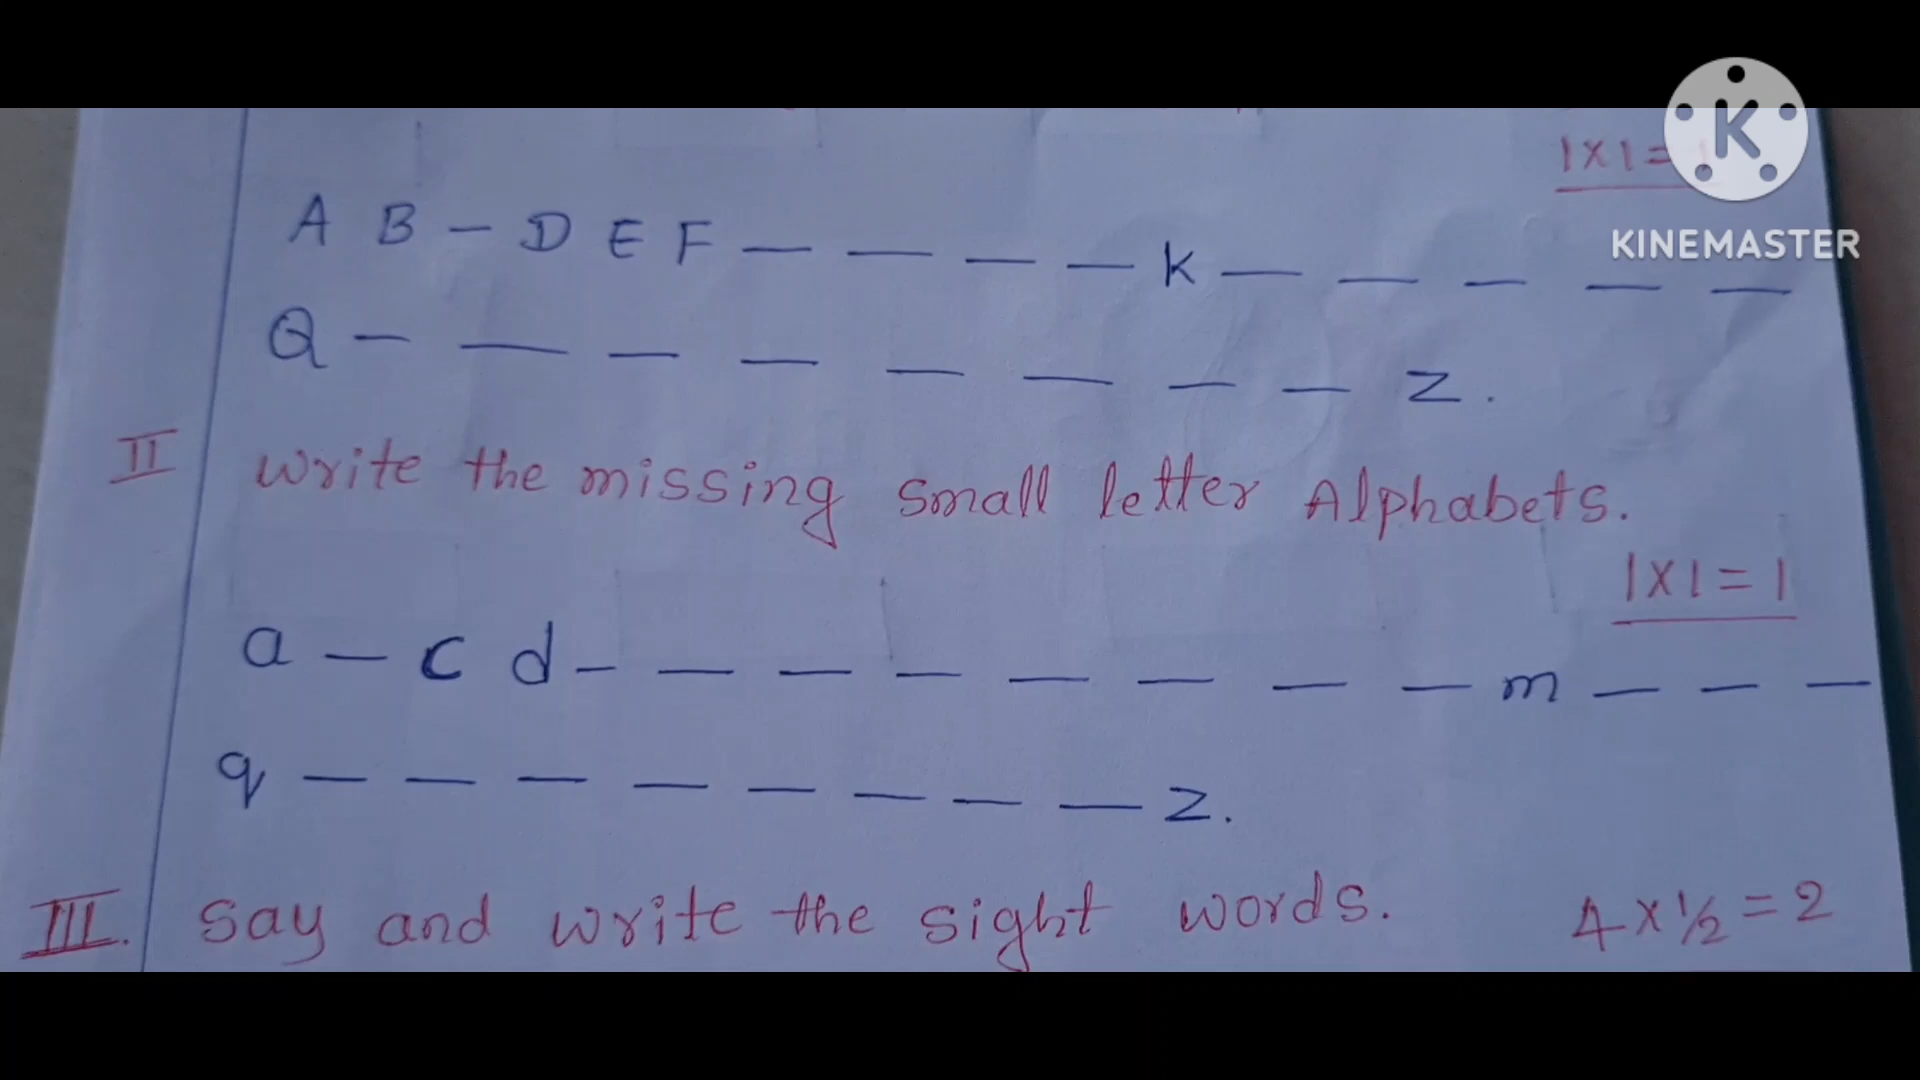 1x1=1
K
KINEMASTER
A B – D E F – – – – K – – – – –
Q – – – – – – – – Z.
II Write the missing small letter Alphabets.
1x1=1
a – c d – – – – – – – – m – – –
q – – – – – – – – z.
III. Say and write the sight words. 4x½=2